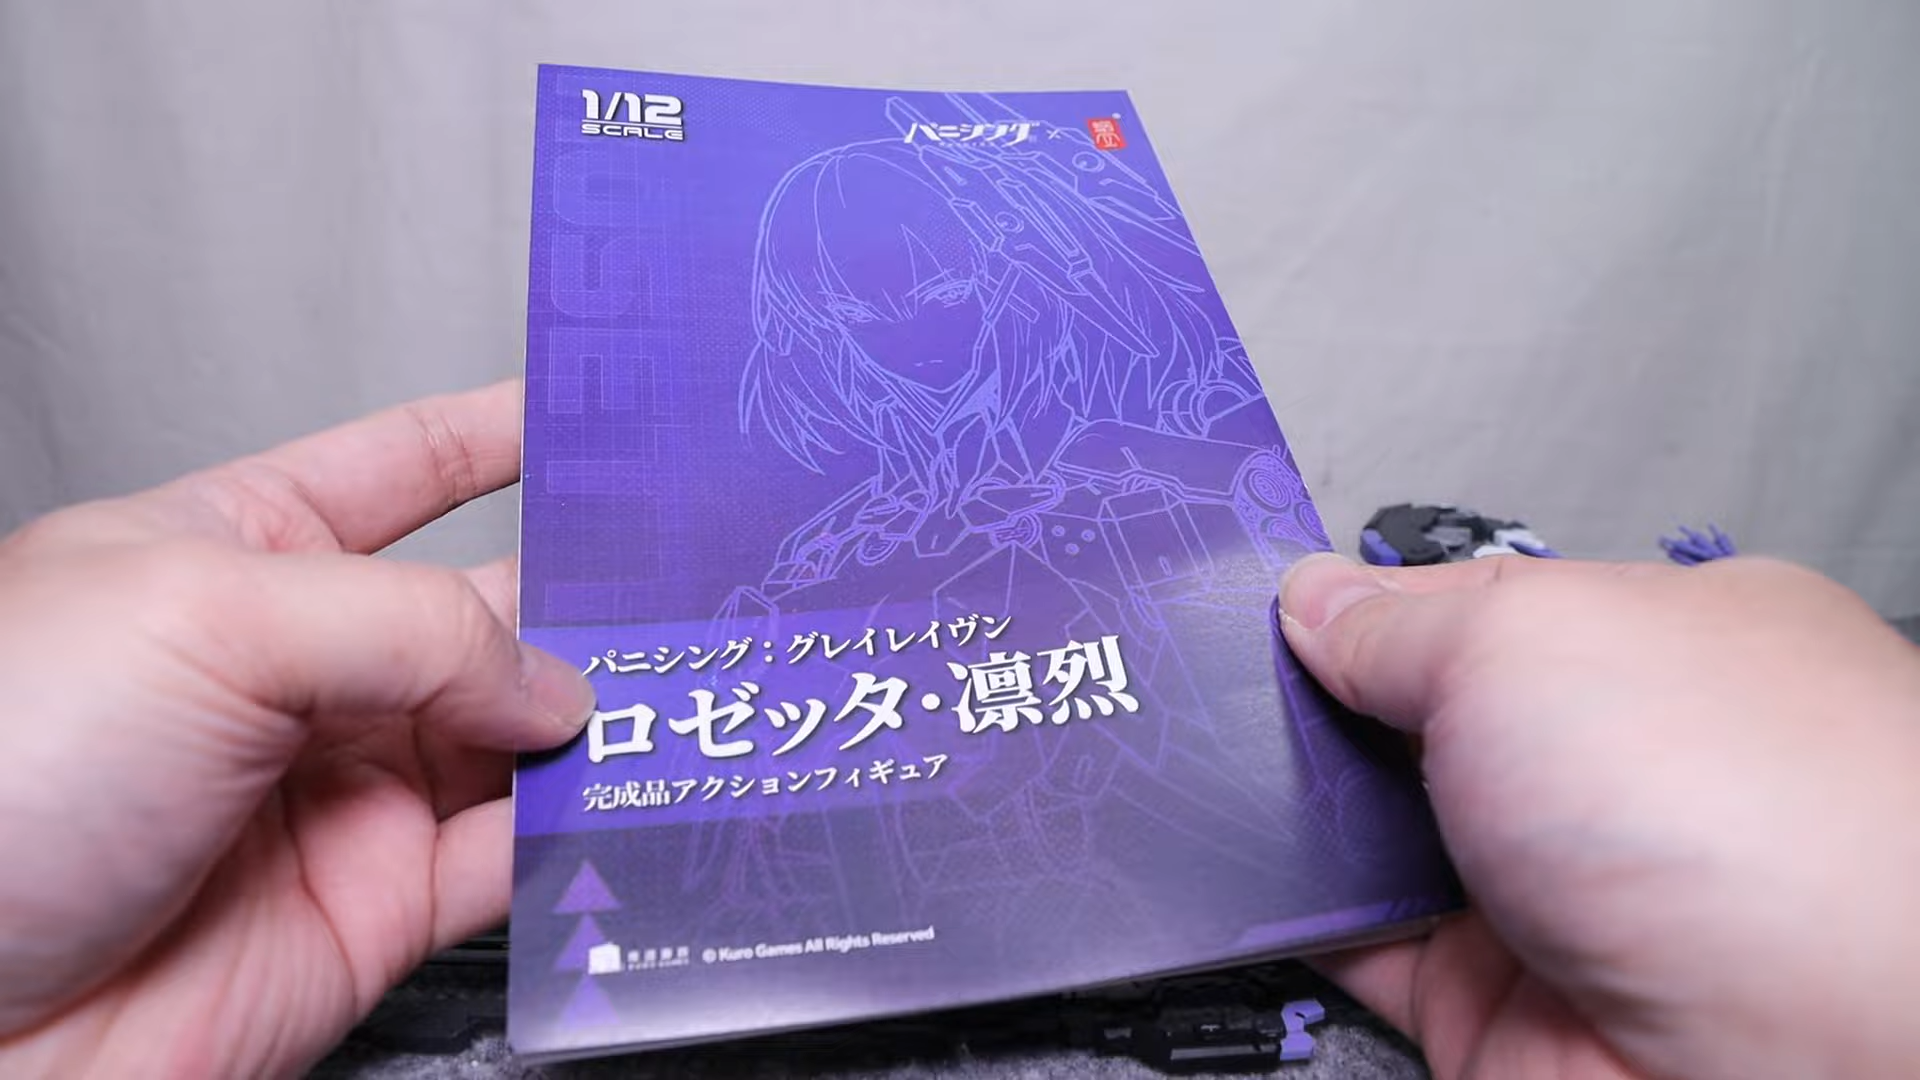 1/12
SCALE
パニシング ×
パニシング：グレイレイヴン
ロゼッタ・凛烈
完成品アクションフィギュア
© Kuro Games All Rights Reserved